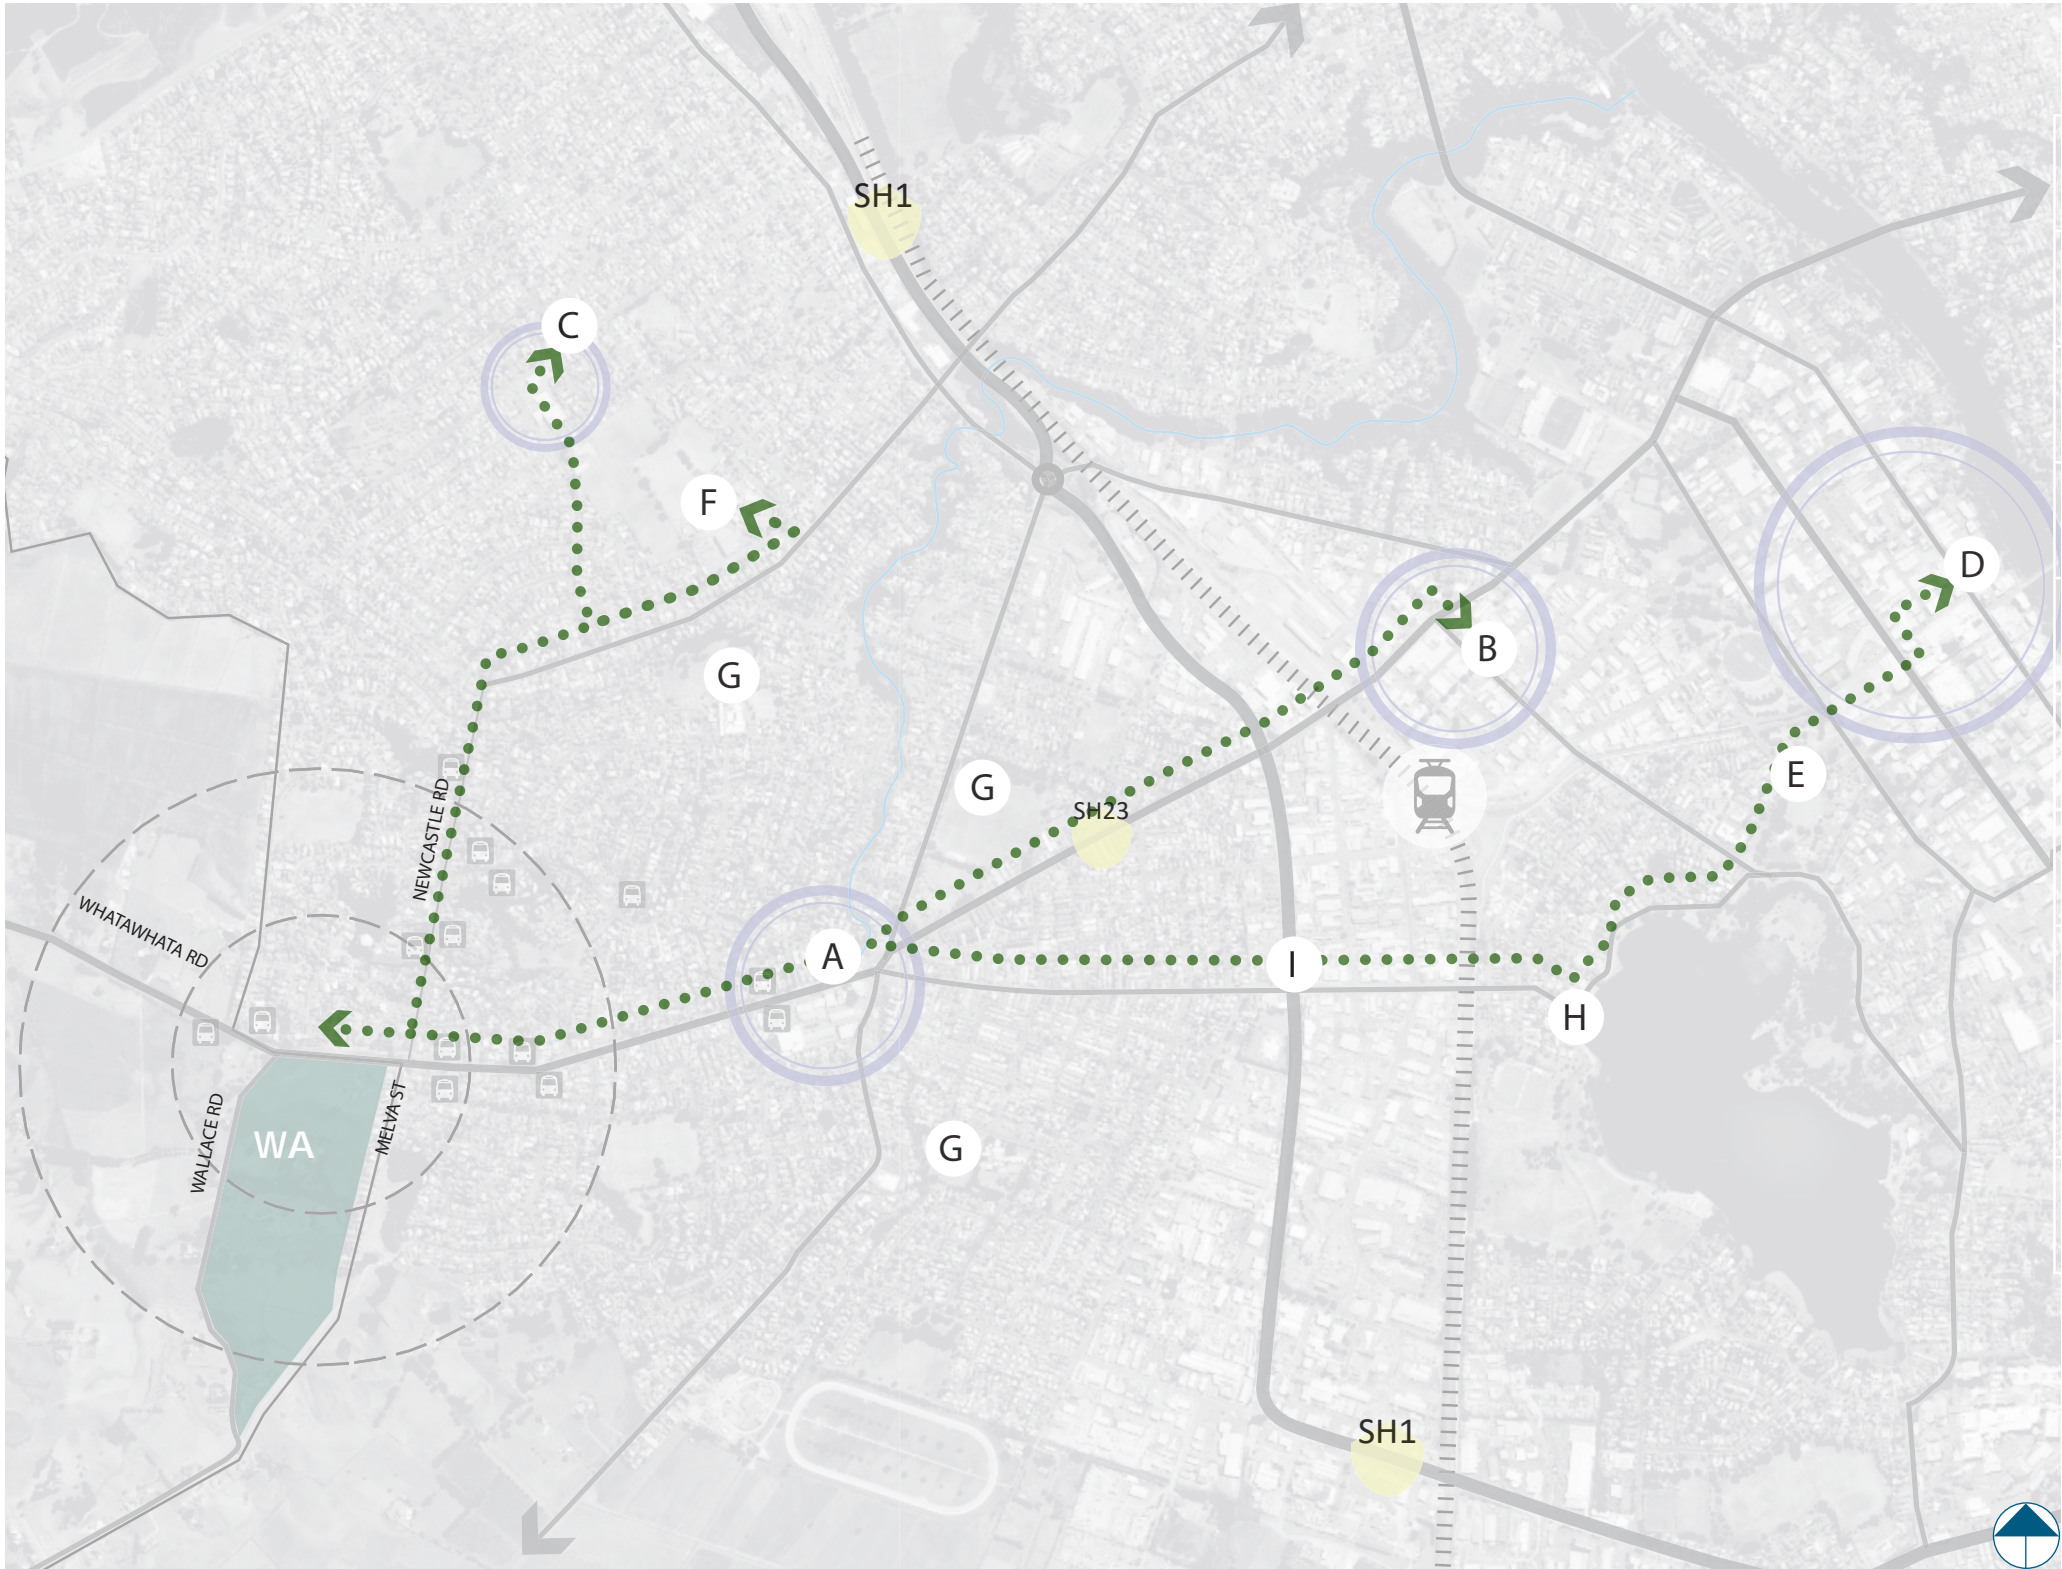 SH1
C
F
D
B
G
E
G
SH23
NEWCASTLE RD
WHATAWHATA RD
A
I
H
WALLACE RD
WA
MELVA ST
G
SH1